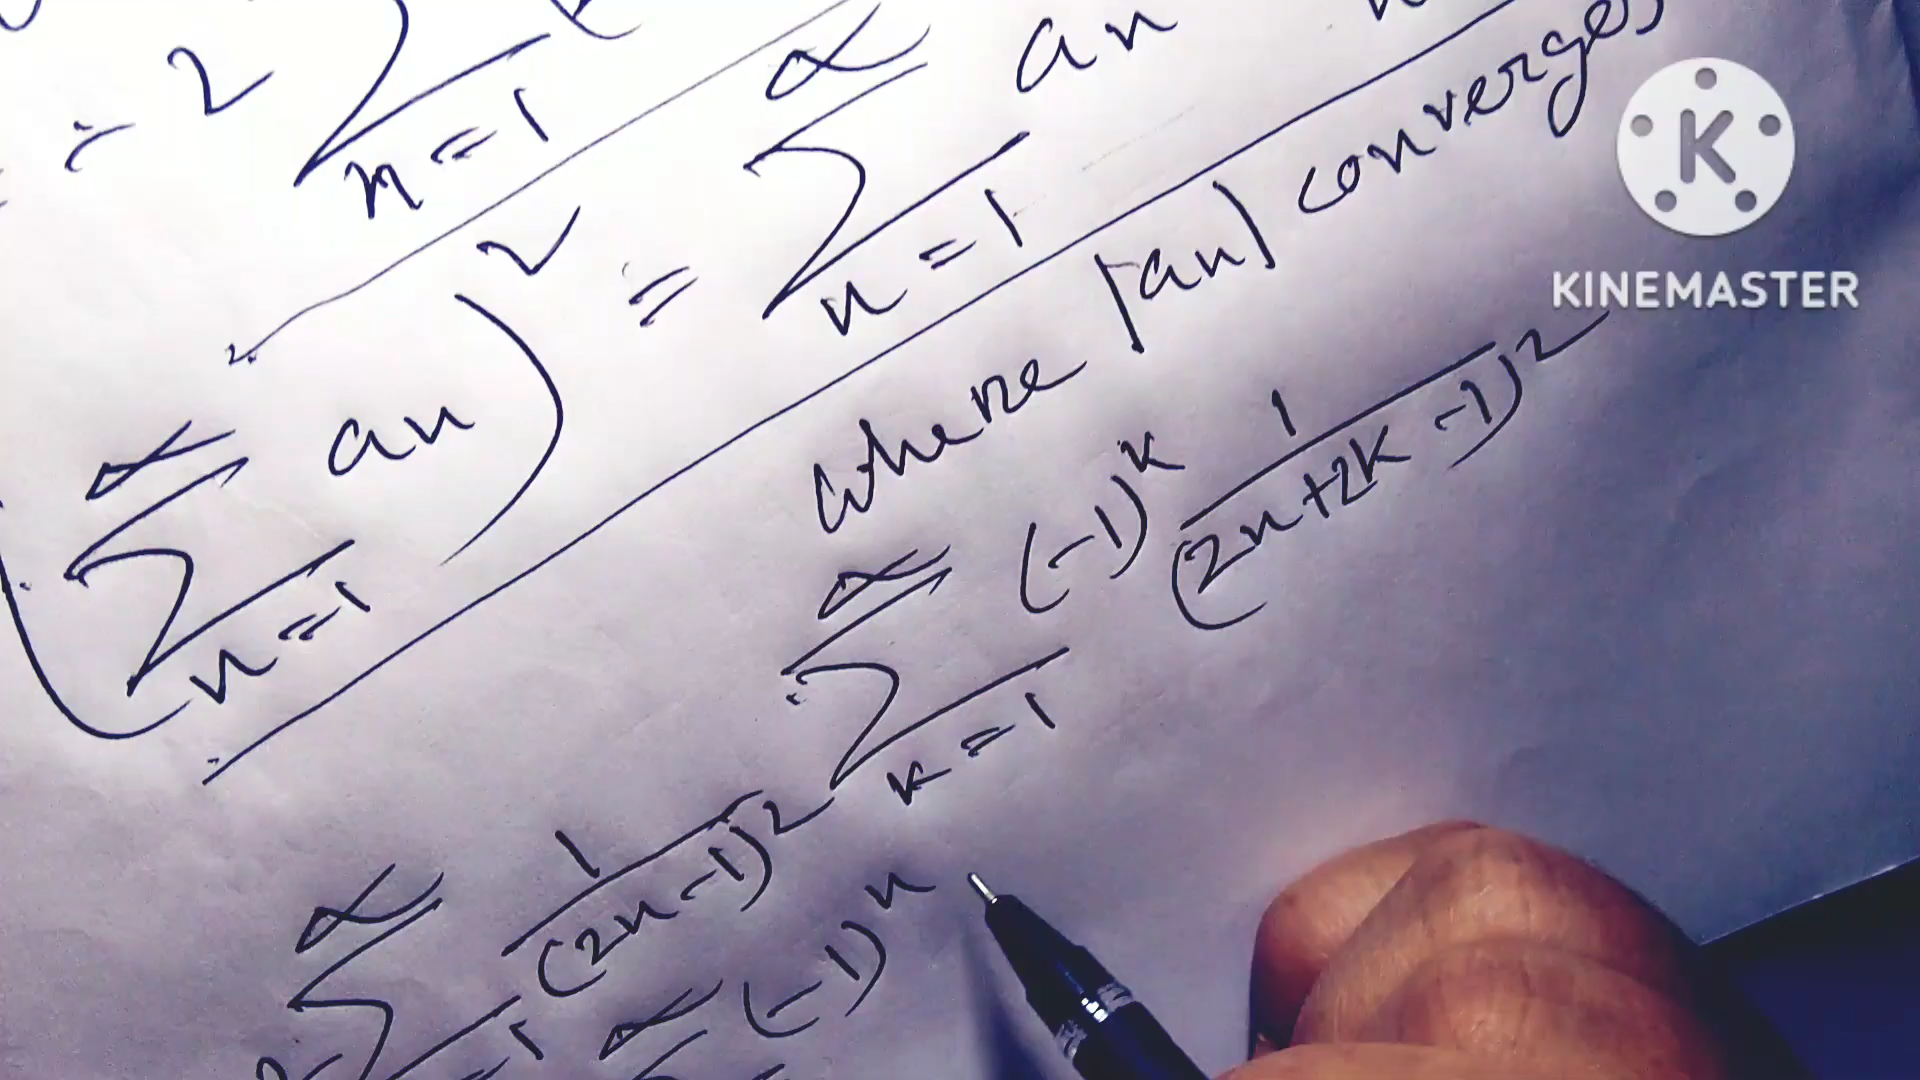 = 2 ∑ n=1 (
(∑ n=1 ∝ an)² = ∑ n=1 ∝ an
where |an| converges
∑ n=1 ∝ 1/(2n-1)² ∑ k=1 ∝ (-1)^k 1/(2n+2k-1)²
∝ (-1)^n
KINEMASTER